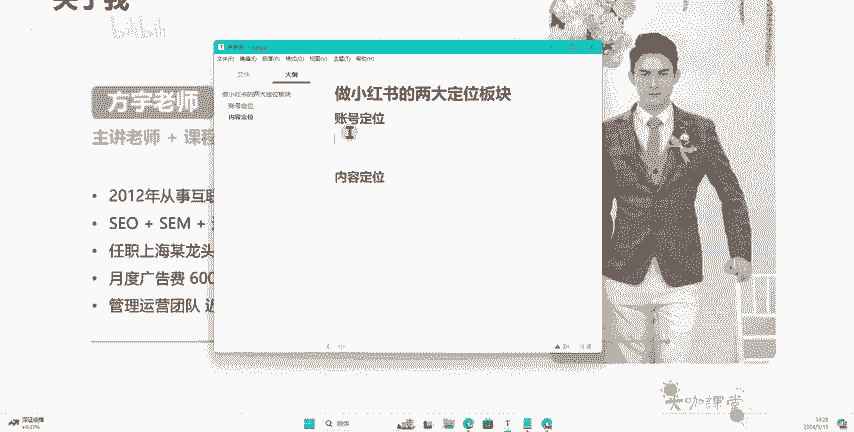 关于我
方宇老师
主讲老师 + 课程
• 2012年从事互联
• SEO + SEM +
• 任职上海某龙头
• 月度广告费 600
• 管理运营团队 近
文件 大纲
做小红书的两大定位板块
账号定位
内容定位
做小红书的两大定位板块
账号定位
内容定位
搜索
大咖課堂
14:28